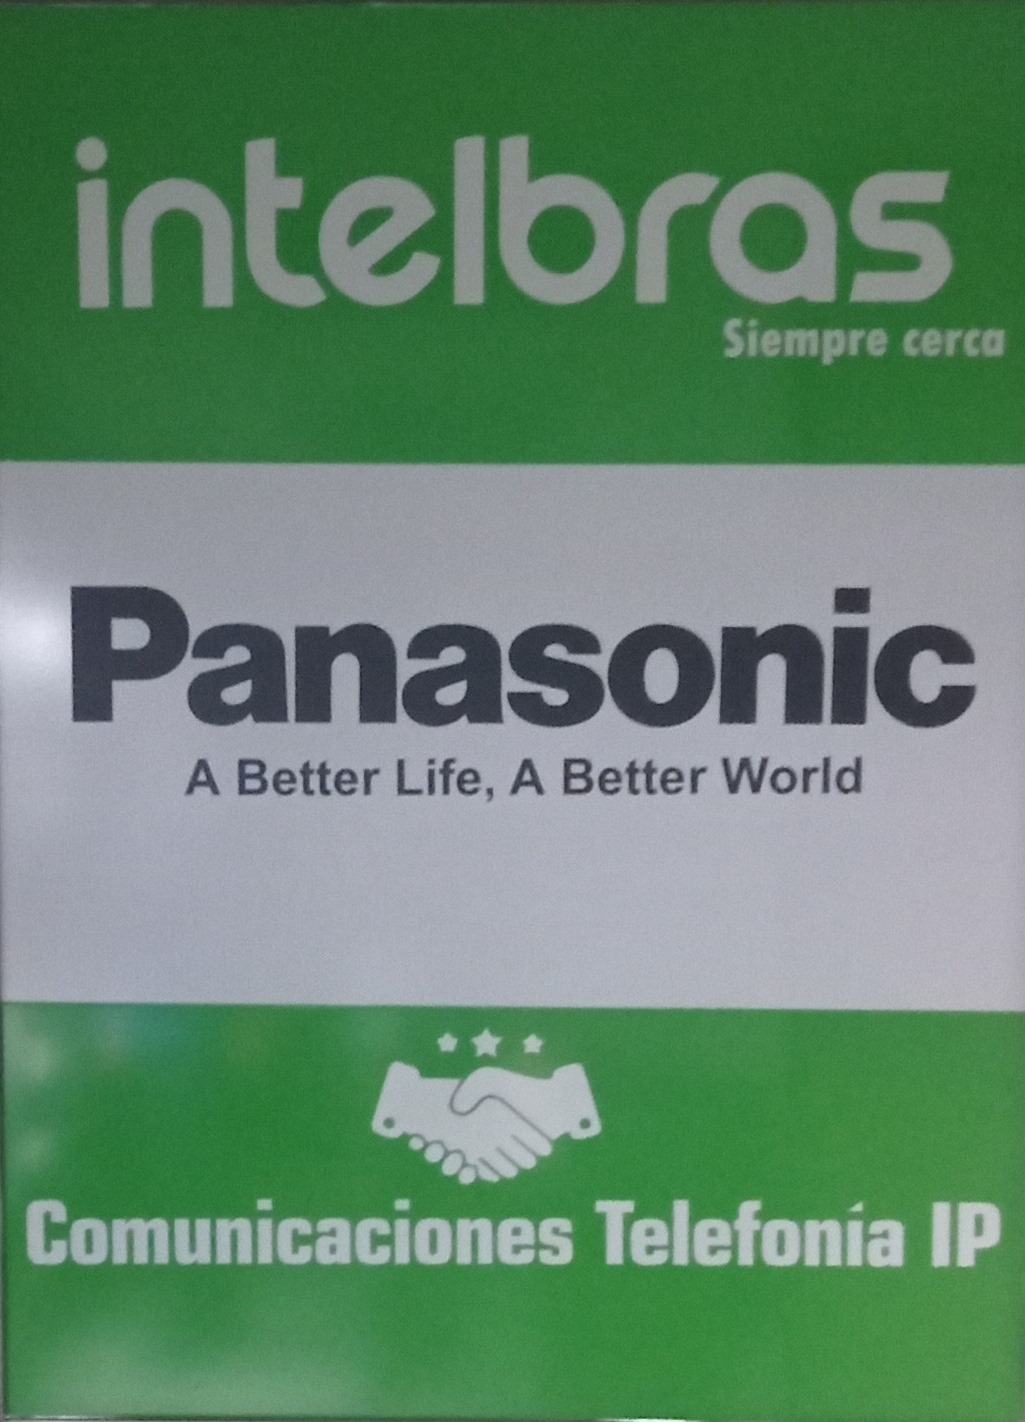 intelbras
Siempre cerca
Panasonic
A Better Life, A Better World
Comunicaciones Telefonía IP